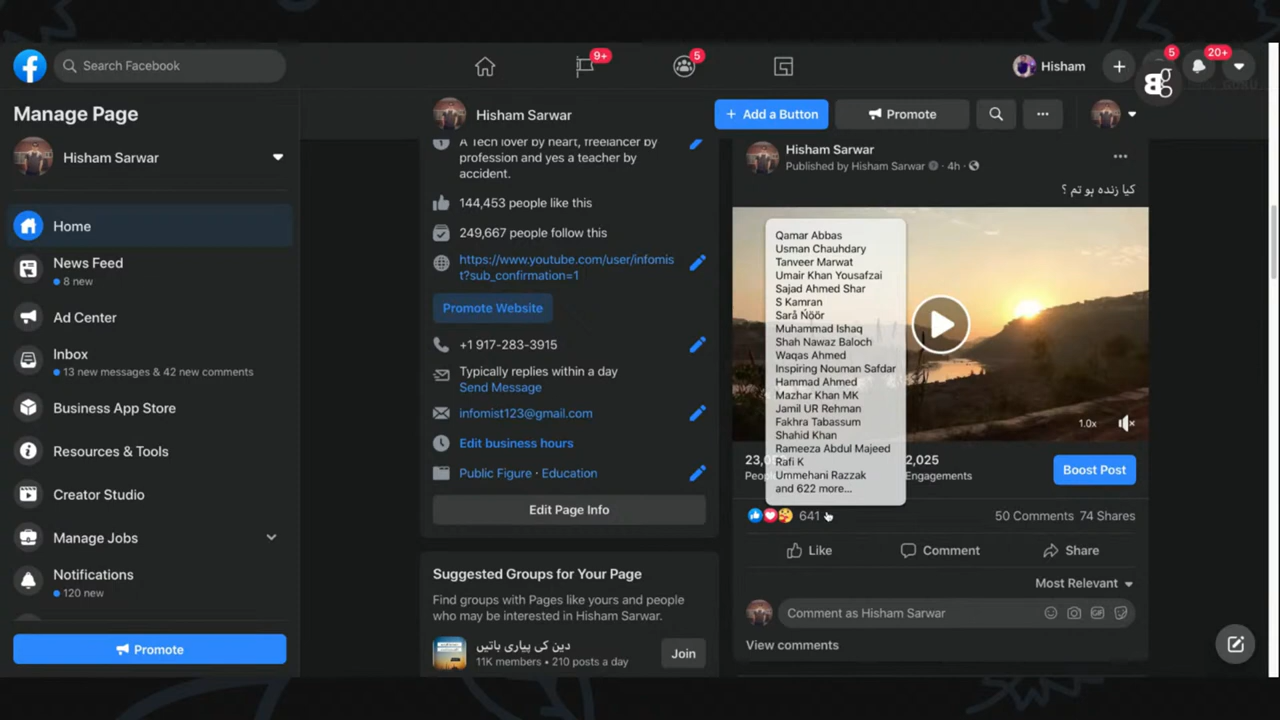 Search Facebook
9+
5
Hisham
5
20+
Manage Page
Hisham Sarwar
Home
News Feed
8 new
Ad Center
Inbox
13 new messages & 42 new comments
Business App Store
Resources & Tools
Creator Studio
Manage Jobs
Notifications
120 new
Promote
Hisham Sarwar
+ Add a Button
Promote
A Tech lover by heart, freelancer by
profession and yes a teacher by
accident.
144,453 people like this
249,667 people follow this
https://www.youtube.com/user/infomis
t?sub_confirmation=1
Promote Website
+1 917-283-3915
Typically replies within a day
Send Message
infomist123@gmail.com
Edit business hours
Public Figure · Education
Edit Page Info
Suggested Groups for Your Page
Find groups with Pages like yours and people
who may be interested in Hisham Sarwar.
دین کی پیاری باتیں
11K members • 210 posts a day
Join
Hisham Sarwar
Published by Hisham Sarwar · 4h ·
کیا زندہ ہو تم ؟
Qamar Abbas
Usman Chauhdary
Tanveer Marwat
Umair Khan Yousafzai
Sajad Ahmed Shar
S Kamran
Sarå Ňöör
Muhammad Ishaq
Shah Nawaz Baloch
Waqas Ahmed
Inspiring Nouman Safdar
Hammad Ahmed
Mazhar Khan MK
Jamil UR Rehman
Fakhra Tabassum
Shahid Khan
Rameeza Abdul Majeed
Rafi K
Ummehani Razzak
and 622 more...
1.0x
2,025
Engagements
Boost Post
641
50 Comments 74 Shares
Like
Comment
Share
Most Relevant
Comment as Hisham Sarwar
GIF
View comments